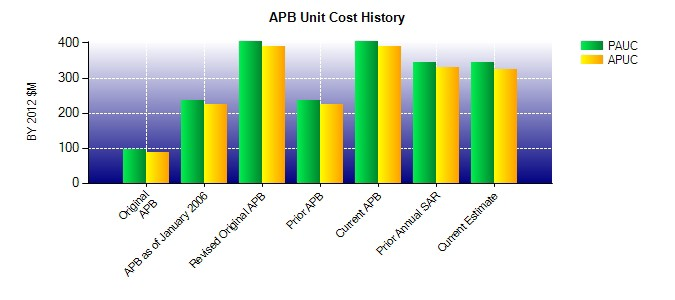 APB Unit Cost History
BY 2012 $M
400
300
200
100
0
Original
APB
APB as of January 2006
Revised Original APB
Prior APB
Current APB
Prior Annual SAR
Current Estimate
PAUC
APUC